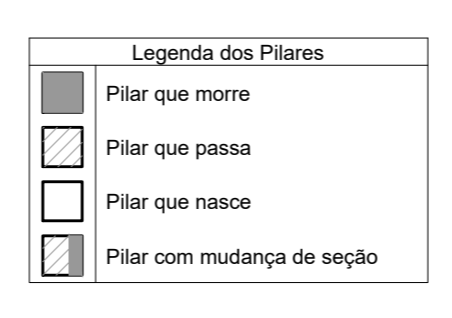 Legenda dos Pilares
Pilar que morre
Pilar que passa
Pilar que nasce
Pilar com mudança de seção